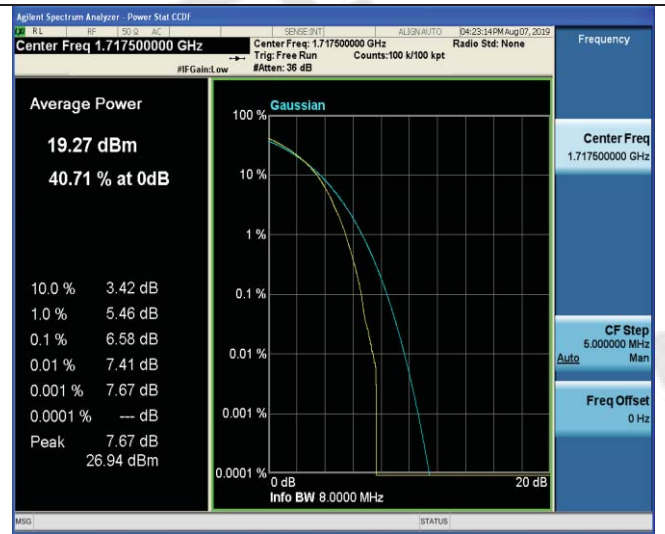 Agilent Spectrum Analyzer - Power Stat CCDF
RL RF 50 Ω AC SENSE:INT ALIGN AUTO 04:23:14 PM Aug 07, 2019
Center Freq 1.717500000 GHz
Center Freq: 1.717500000 GHz Radio Std: None
Trig: Free Run Counts:100 k/100 kpt
#IFGain:Low #Atten: 36 dB
Frequency
Average Power
19.27 dBm
40.71 % at 0dB
10.0 % 3.42 dB
1.0 % 5.46 dB
0.1 % 6.58 dB
0.01 % 7.41 dB
0.001 % 7.67 dB
0.0001 % --- dB
Peak 7.67 dB
26.94 dBm
Gaussian
100 %
10 %
1 %
0.1 %
0.01 %
0.001 %
0.0001 %
0 dB 20 dB
Info BW 8.0000 MHz
Center Freq
1.717500000 GHz
CF Step
5.000000 MHz
Auto Man
Freq Offset
0 Hz
MSG STATUS